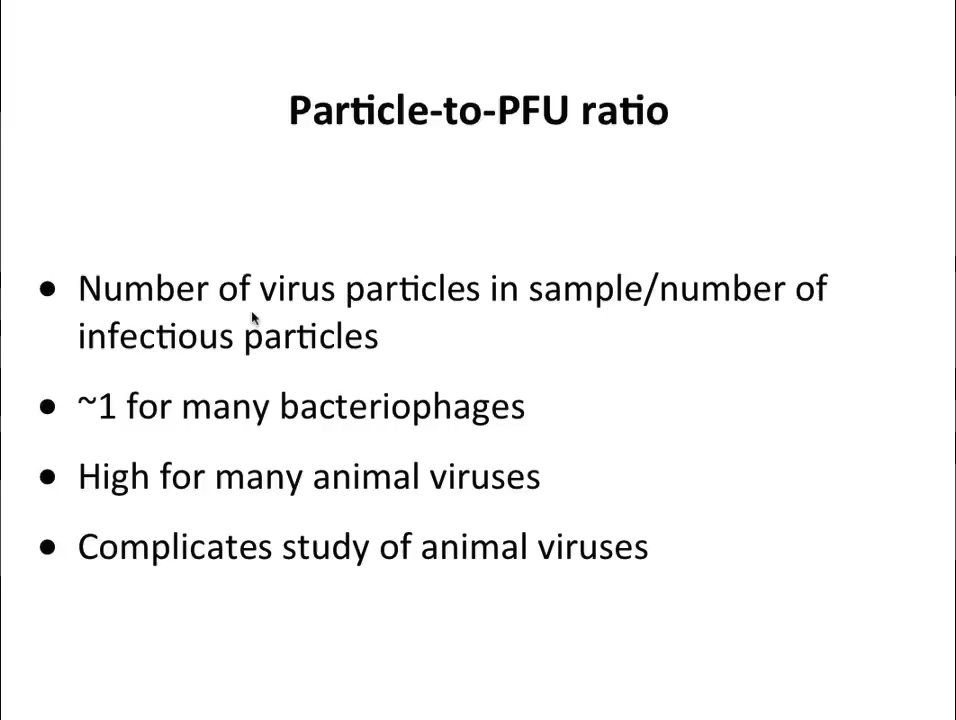 Particle-to-PFU ratio
• Number of virus particles in sample/number of
infectious particles
• ~1 for many bacteriophages
• High for many animal viruses
• Complicates study of animal viruses